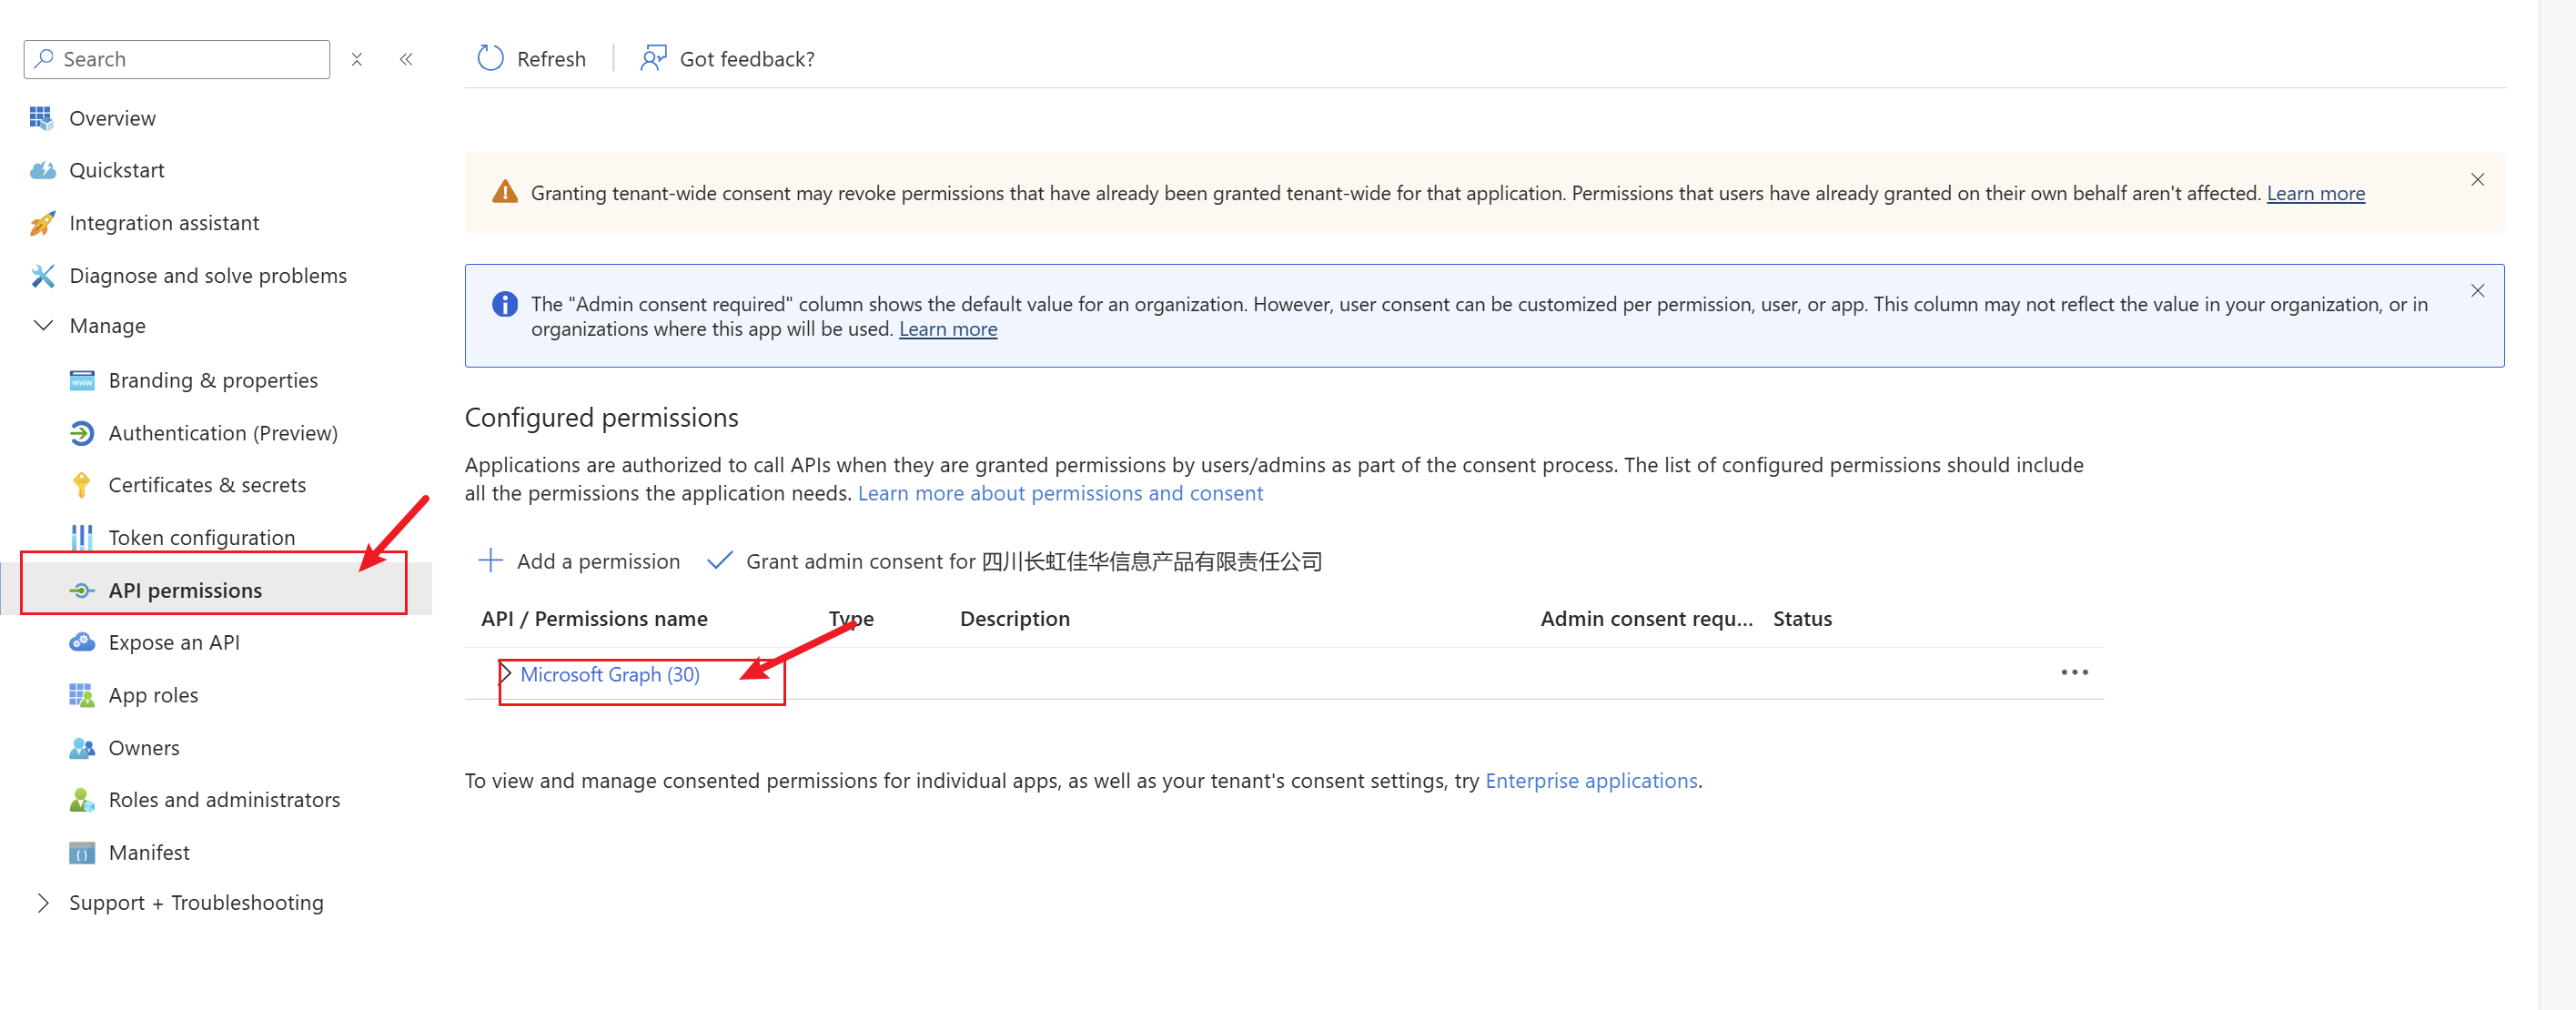 Search
Refresh
Got feedback?
Overview
Quickstart
Integration assistant
Diagnose and solve problems
Manage
Branding & properties
Authentication (Preview)
Certificates & secrets
Token configuration
API permissions
Expose an API
App roles
Owners
Roles and administrators
Manifest
Support + Troubleshooting
Granting tenant-wide consent may revoke permissions that have already been granted tenant-wide for that application. Permissions that users have already granted on their own behalf aren't affected. Learn more
The "Admin consent required" column shows the default value for an organization. However, user consent can be customized per permission, user, or app. This column may not reflect the value in your organization, or in
organizations where this app will be used. Learn more
Configured permissions
Applications are authorized to call APIs when they are granted permissions by users/admins as part of the consent process. The list of configured permissions should include
all the permissions the application needs. Learn more about permissions and consent
Add a permission
Grant admin consent for 四川长虹佳华信息产品有限责任公司
API / Permissions name
Type
Description
Admin consent requ...
Status
Microsoft Graph (30)
To view and manage consented permissions for individual apps, as well as your tenant's consent settings, try Enterprise applications.